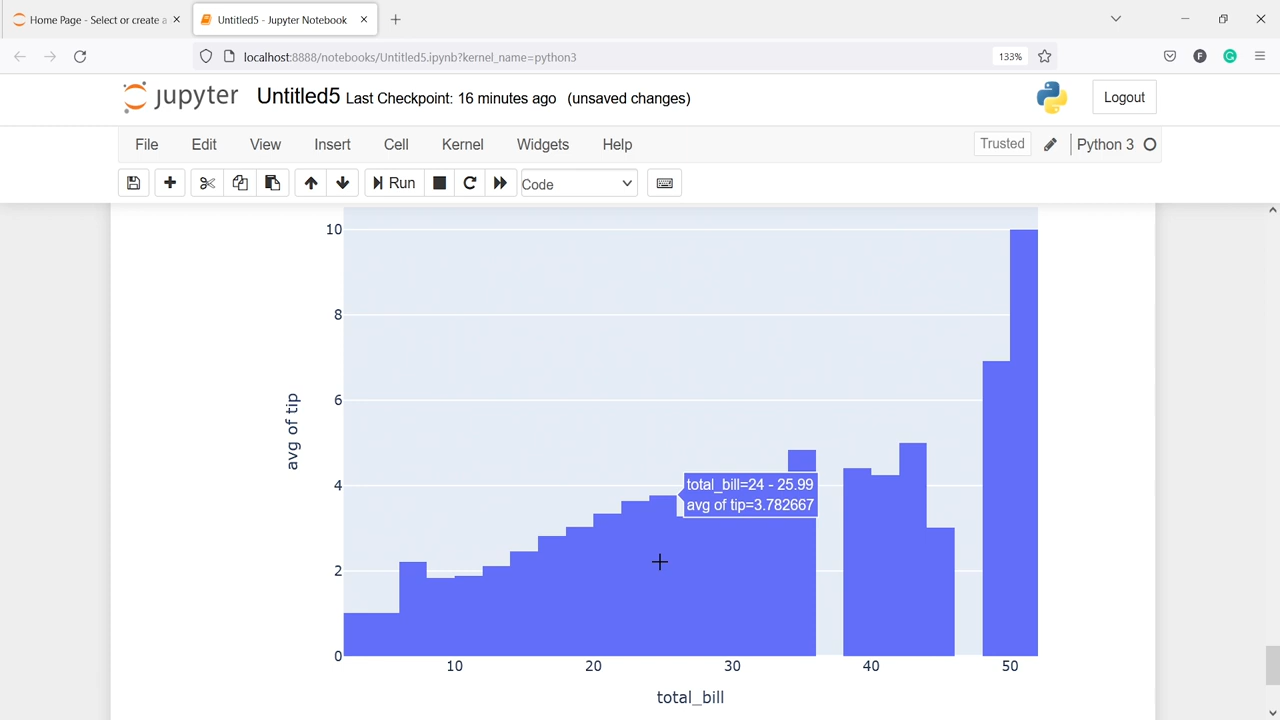 Home Page - Select or create a
Untitled5 - Jupyter Notebook
localhost:8888/notebooks/Untitled5.ipynb?kernel_name=python3
133%
jupyter Untitled5 Last Checkpoint: 16 minutes ago (unsaved changes)
Logout
File Edit View Insert Cell Kernel Widgets Help Trusted Python 3
Run Code
10
8
6
4
2
0
avg of tip
total_bill=24 - 25.99
avg of tip=3.782667
10 20 30 40 50
total_bill